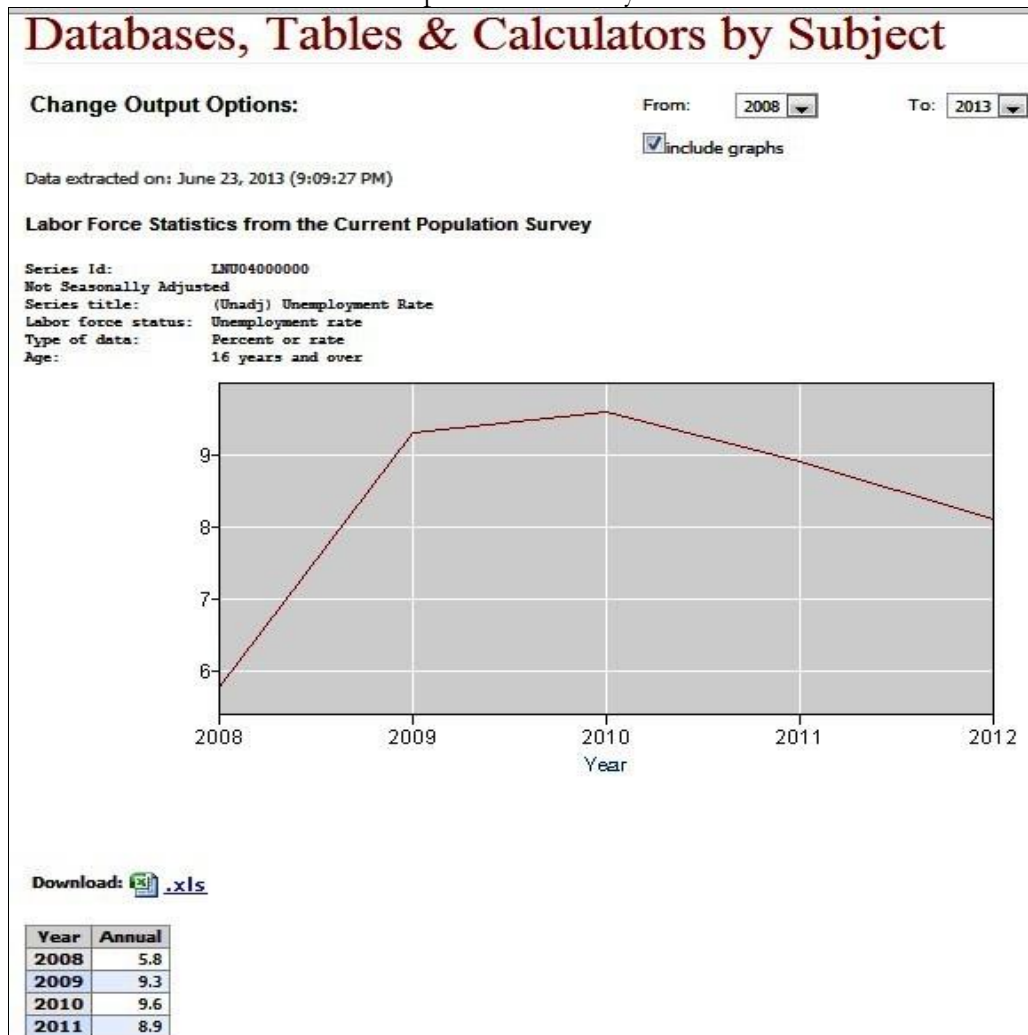 Databases, Tables & Calculators by Subject
Change Output Options: From: 2008 To: 2013
include graphs
Data extracted on: June 23, 2013 (9:09:27 PM)
Labor Force Statistics from the Current Population Survey
Series Id: LNU04000000
Not Seasonally Adjusted
Series title: (Unadj) Unemployment Rate
Labor force status: Unemployment rate
Type of data: Percent or rate
Age: 16 years and over
9
8
7
6
2008 2009 2010 2011 2012
Year
Download: .xls
Year Annual
2008 5.8
2009 9.3
2010 9.6
2011 8.9